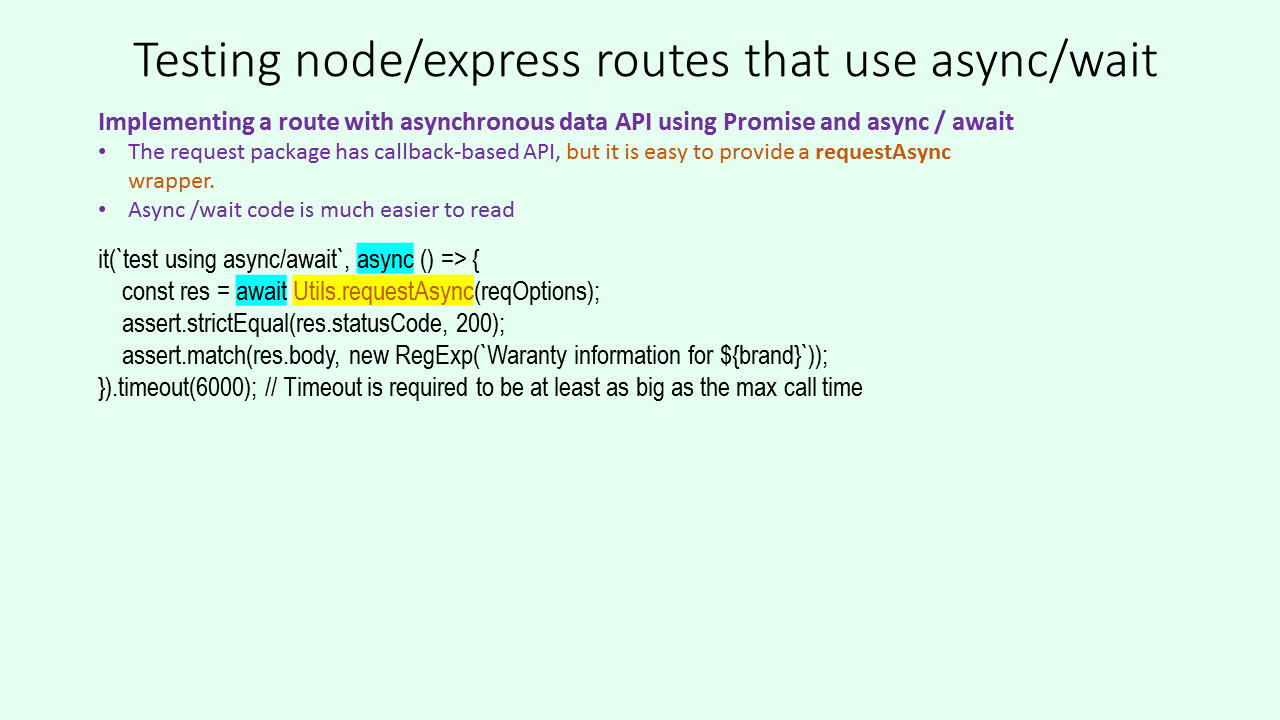 Testing node/express routes that use async/wait
Implementing a route with asynchronous data API using Promise and async / await
• The request package has callback-based API, but it is easy to provide a requestAsync
wrapper.
• Async /wait code is much easier to read
it(`test using async/await`, async () => {
const res = await Utils.requestAsync(reqOptions);
assert.strictEqual(res.statusCode, 200);
assert.match(res.body, new RegExp(`Waranty information for ${brand}`));
}).timeout(6000); // Timeout is required to be at least as big as the max call time